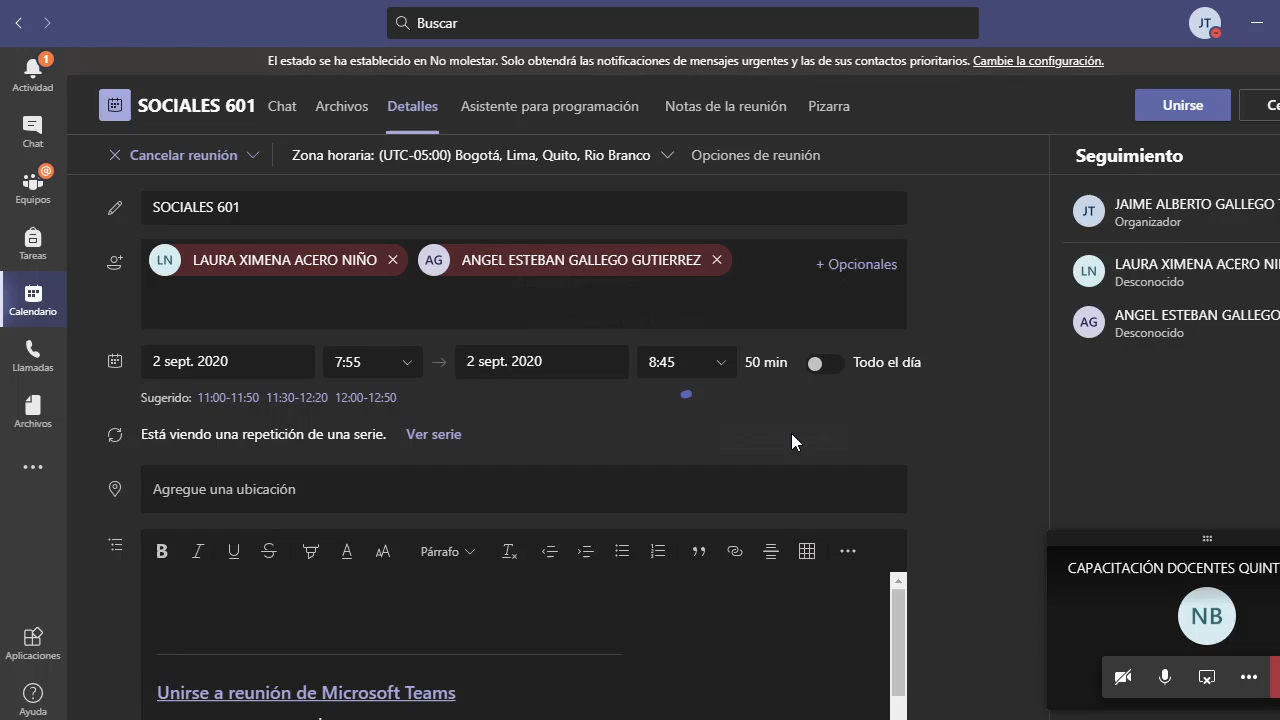 Buscar
JT
El estado se ha establecido en No molestar. Solo obtendrá las notificaciones de mensajes urgentes y las de sus contactos prioritarios. Cambie la configuración.
1
Actividad
Chat
@
Equipos
Tareas
Calendario
Llamadas
Archivos
Aplicaciones
Ayuda
SOCIALES 601 Chat Archivos Detalles Asistente para programación Notas de la reunión Pizarra Unirse Ce
Cancelar reunión Zona horaria: (UTC-05:00) Bogotá, Lima, Quito, Rio Branco Opciones de reunión
SOCIALES 601
LN LAURA XIMENA ACERO NIÑO AG ANGEL ESTEBAN GALLEGO GUTIERREZ + Opcionales
2 sept. 2020 7:55 2 sept. 2020 8:45 50 min Todo el día
Sugerido: 11:00-11:50 11:30-12:20 12:00-12:50
Está viendo una repetición de una serie. Ver serie
Agregue una ubicación
B I U S A AA Párrafo
Unirse a reunión de Microsoft Teams
Seguimiento
JT JAIME ALBERTO GALLEGO
Organizador
LN LAURA XIMENA ACERO NI
Desconocido
AG ANGEL ESTEBAN GALLEGO
Desconocido
CAPACITACIÓN DOCENTES QUINT
NB